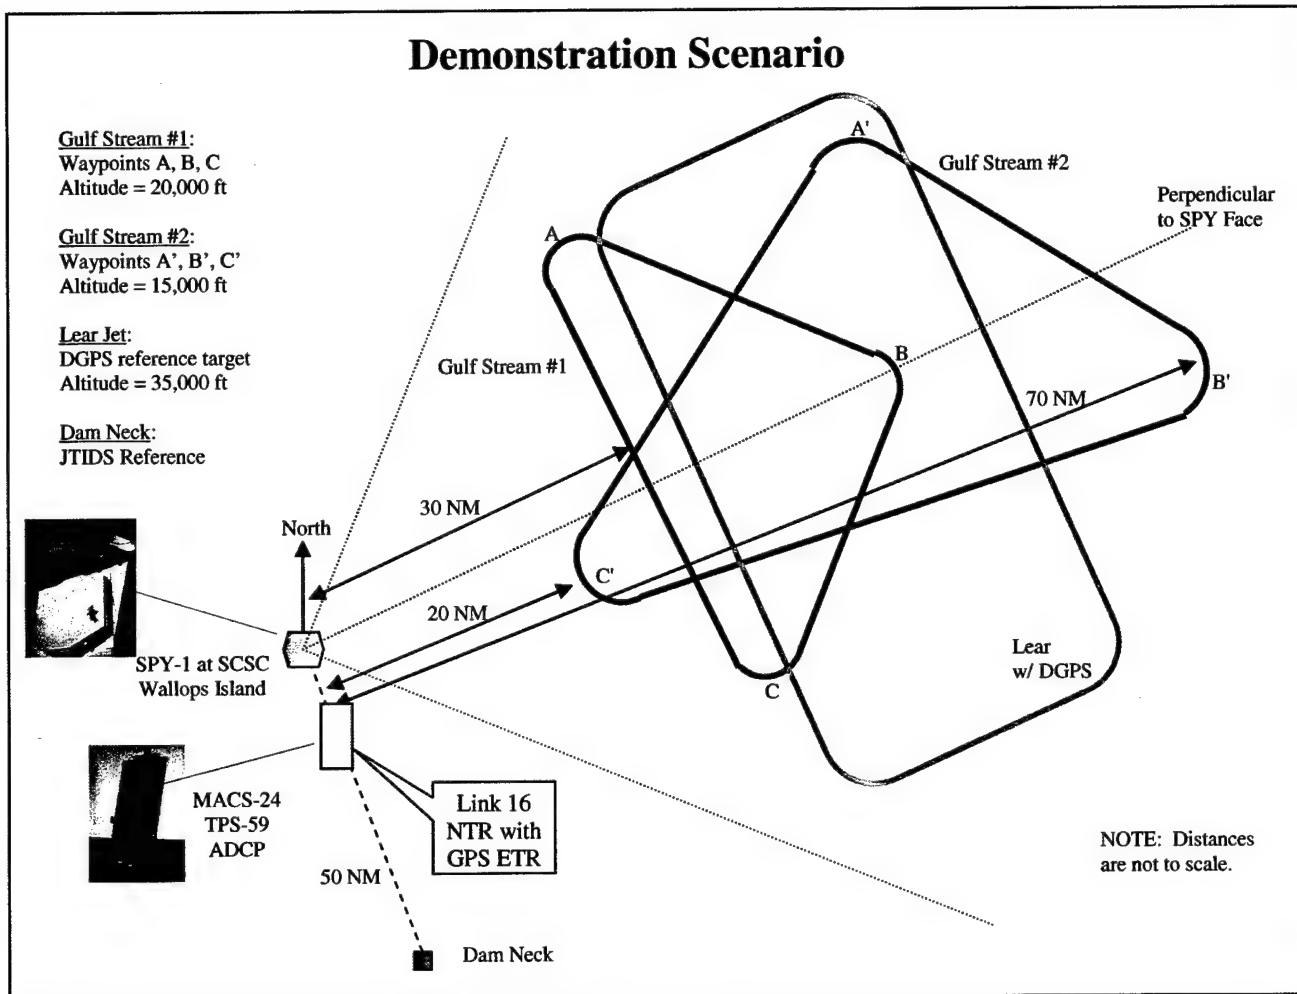 Demonstration Scenario
Gulf Stream #1:
Waypoints A, B, C
Altitude = 20,000 ft
Gulf Stream #2:
Waypoints A’, B’, C’
Altitude = 15,000 ft
Lear Jet:
DGPS reference target
Altitude = 35,000 ft
Dam Neck:
JTIDS Reference
A'
Gulf Stream #2
Perpendicular
to SPY Face
A
Gulf Stream #1
B
B'
70 NM
30 NM
North
C'
20 NM
SPY-1 at SCSC
Wallops Island
C
Lear
w/ DGPS
MACS-24
TPS-59
ADCP
Link 16
NTR with
GPS ETR
50 NM
NOTE:  Distances
are not to scale.
Dam Neck